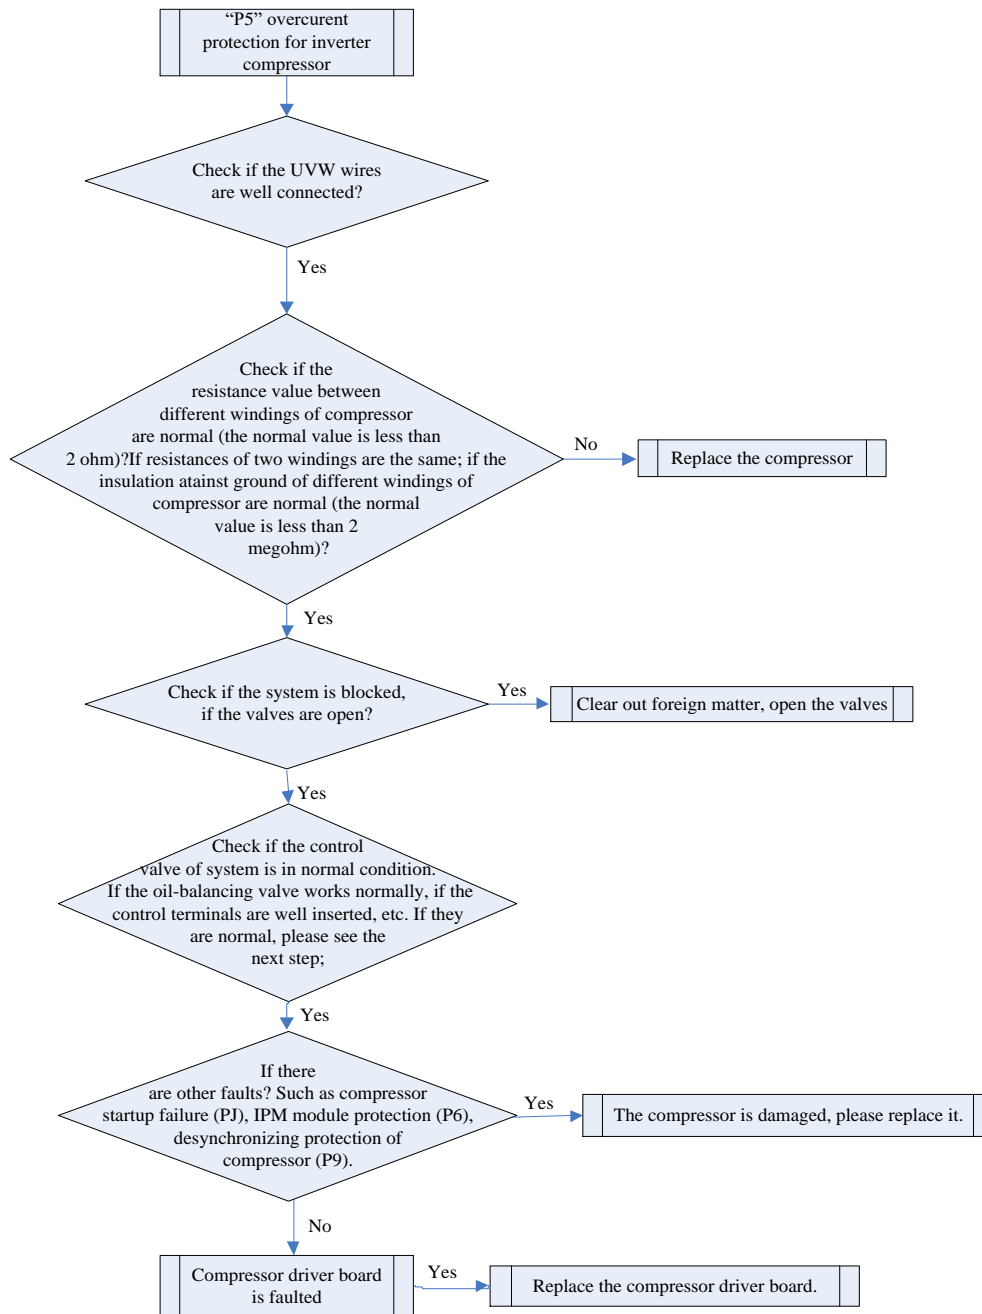 “P5” overcurent
protection for inverter
compressor
Check if the UVW wires
are well connected?
Yes
Check if the
resistance value between
different windings of compressor
are normal (the normal value is less than
2 ohm)?If resistances of two windings are the same; if the
insulation atainst ground of different windings of
compressor are normal (the normal
value is less than 2
megohm)?
No
Replace the compressor
Yes
Check if the system is blocked,
if the valves are open?
Yes
Clear out foreign matter, open the valves
Yes
Check if the control
valve of system is in normal condition.
If the oil-balancing valve works normally, if the
control terminals are well inserted, etc. If they
are normal, please see the
next step;
Yes
If there
are other faults? Such as compressor
startup failure (PJ), IPM module protection (P6),
desynchronizing protection of
compressor (P9).
Yes
The compressor is damaged, please replace it.
No
Compressor driver board
is faulted
Yes
Replace the compressor driver board.